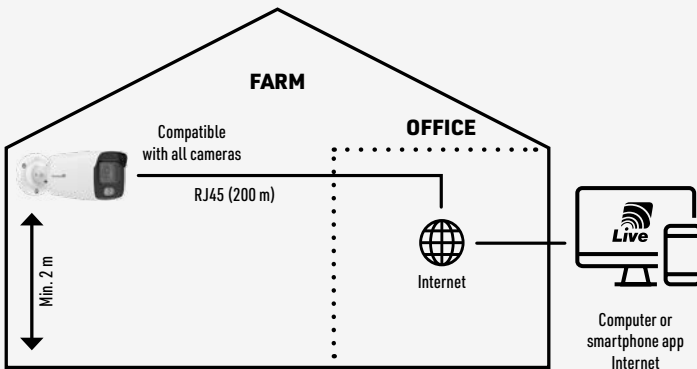 FARM
OFFICE
Compatible
with all cameras
RJ45 (200 m)
Min. 2 m
Internet
Live
Computer or
smartphone app
Internet